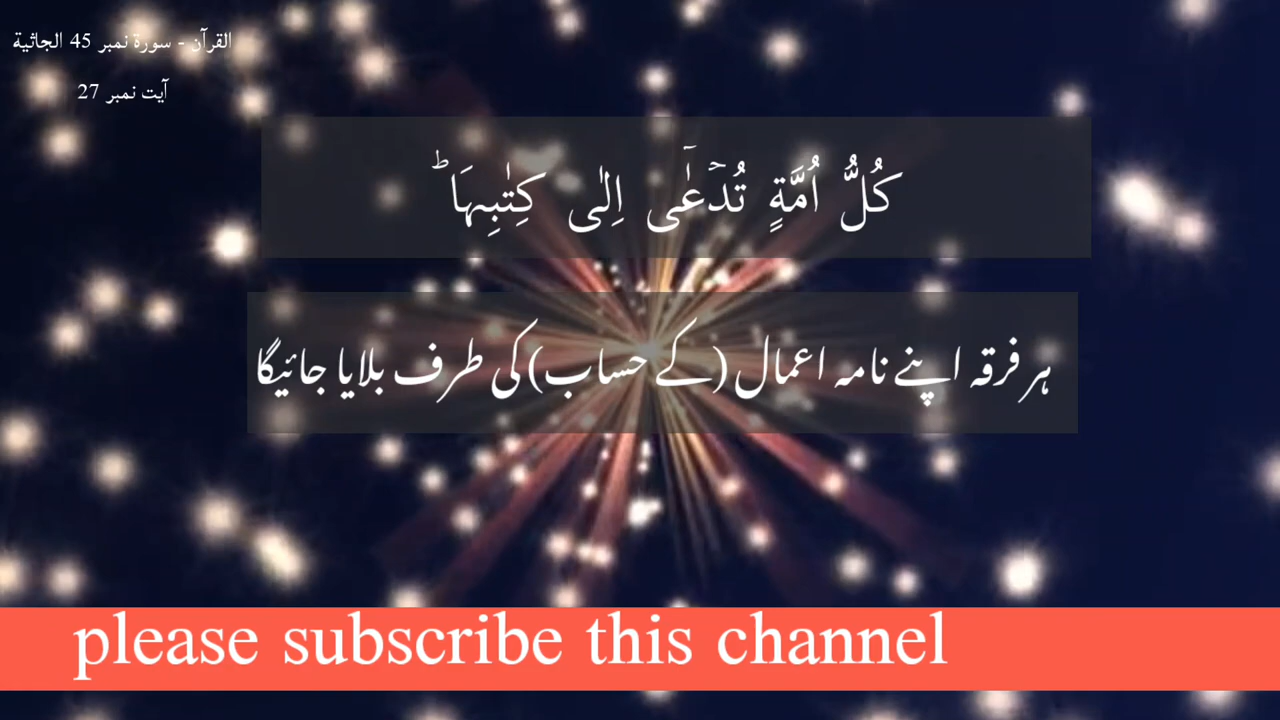 القرآن - سورة نمبر 45 الجاثية
آیت نمبر 27
كُلُّ اُمَّةٍ تُدۡعٰٓى اِلٰى كِتٰبِهَا ؕ
ہر فرقہ اپنے نامہ اعمال (کے حساب) کی طرف بلایا جائیگا
please subscribe this channel